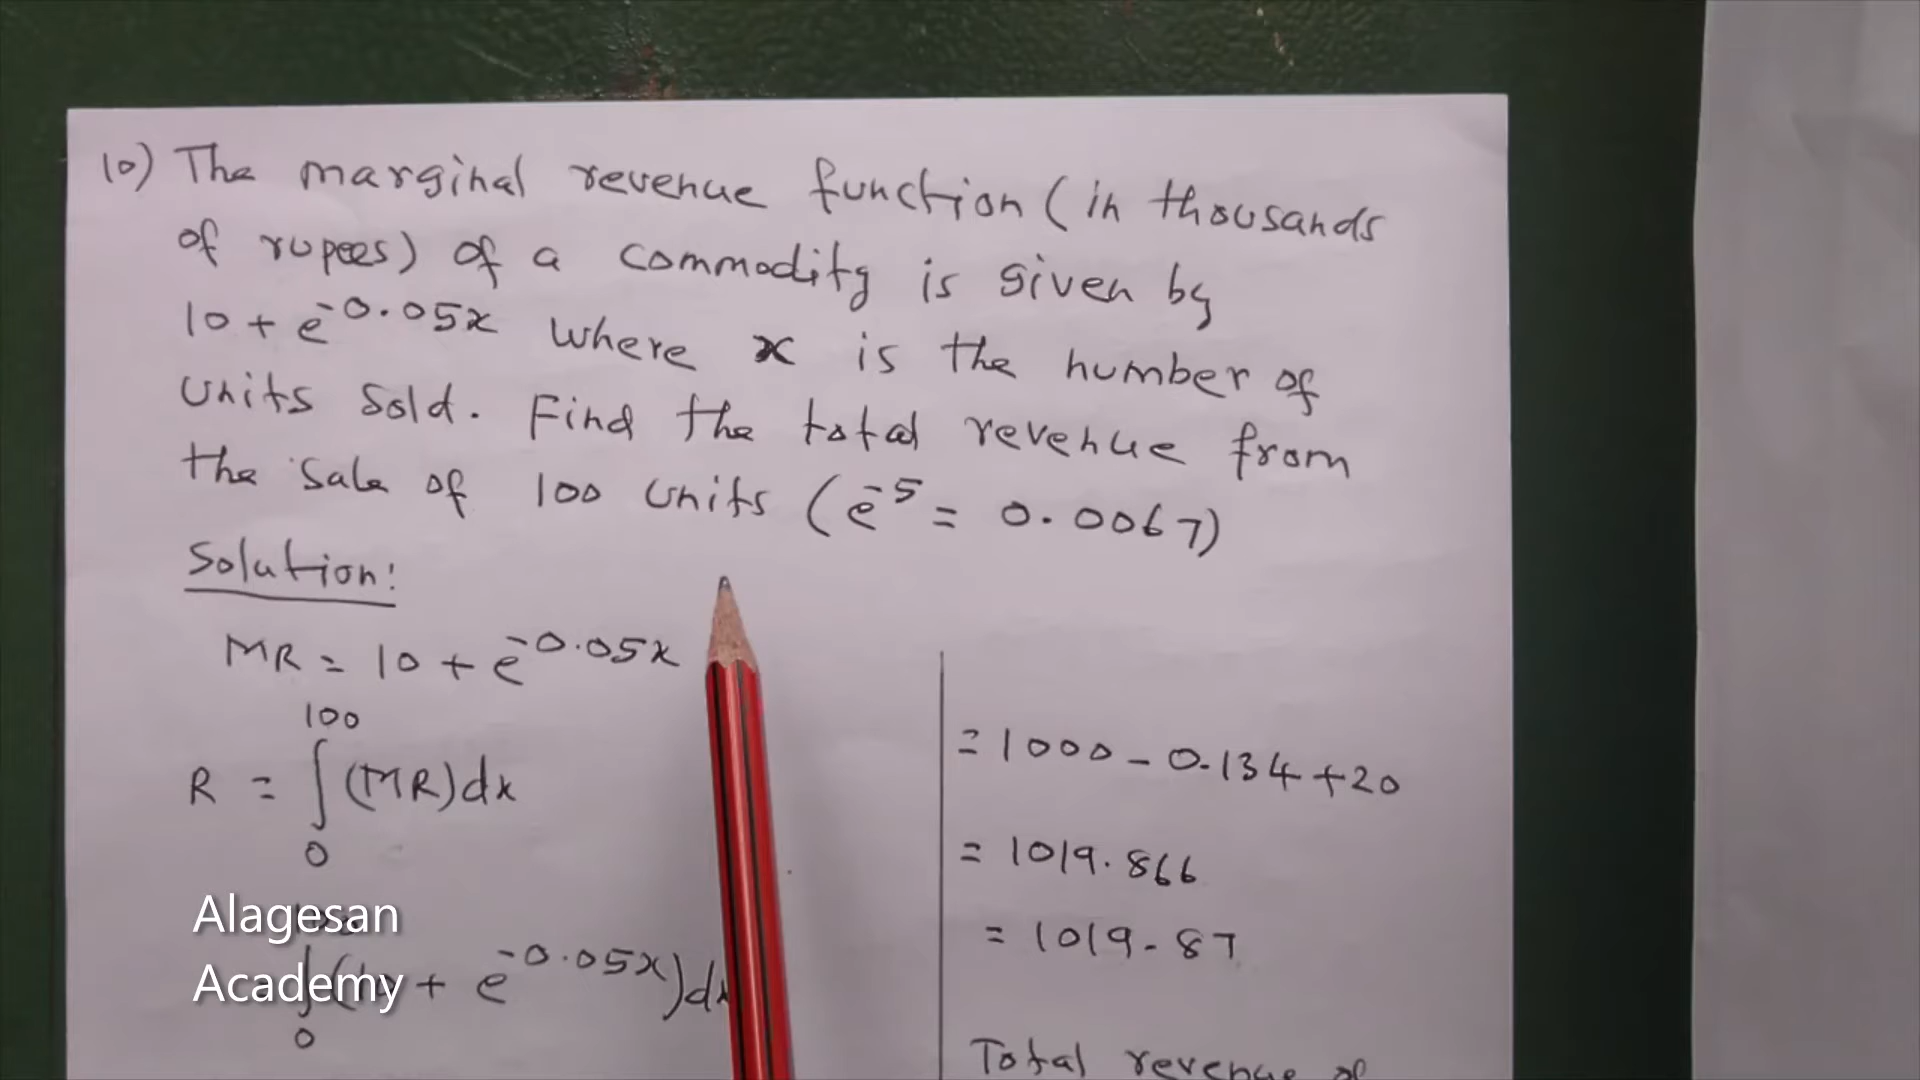 10) The marginal revenue function (in thousands
of rupees) of a commodity is given by
10 + e^-0.05x where x is the number of
units sold. Find the total revenue from
the sale of 100 units (e^-5 = 0.0067)
Solution:
MR = 10 + e^-0.05x
100
R = ∫ (MR)dx
0
∫ (10 + e^-0.05x)dx
0
= 1000 - 0.134 + 20
= 1019.866
= 1019.87
Total revenue of
Alagesan
Academy